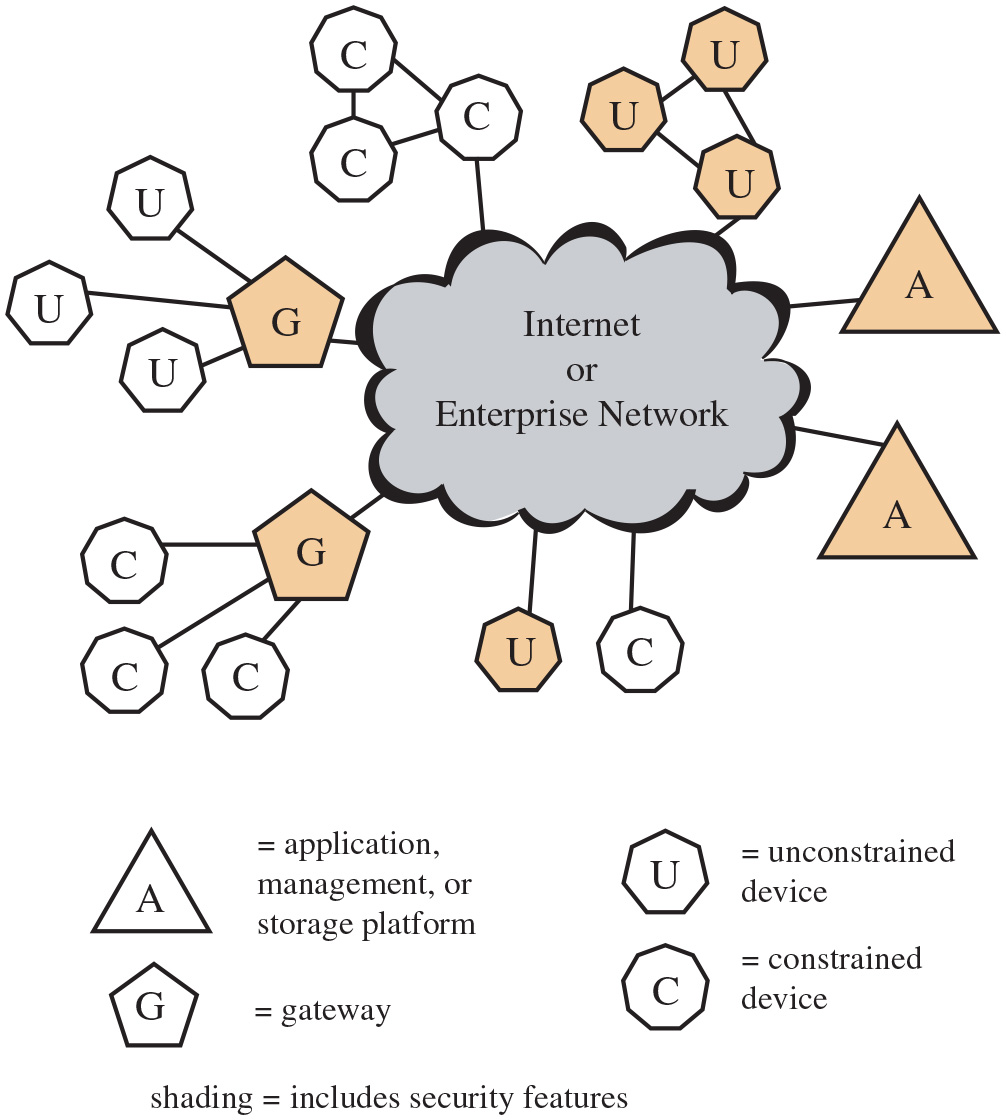 C
U
C
U
C
U
U
A
U
G
U
Internet
or
Enterprise Network
A
G
C
C
C
U
C
A
= application,
management, or
storage platform
G
= gateway
U
= unconstrained
device
C
= constrained
device
shading = includes security features